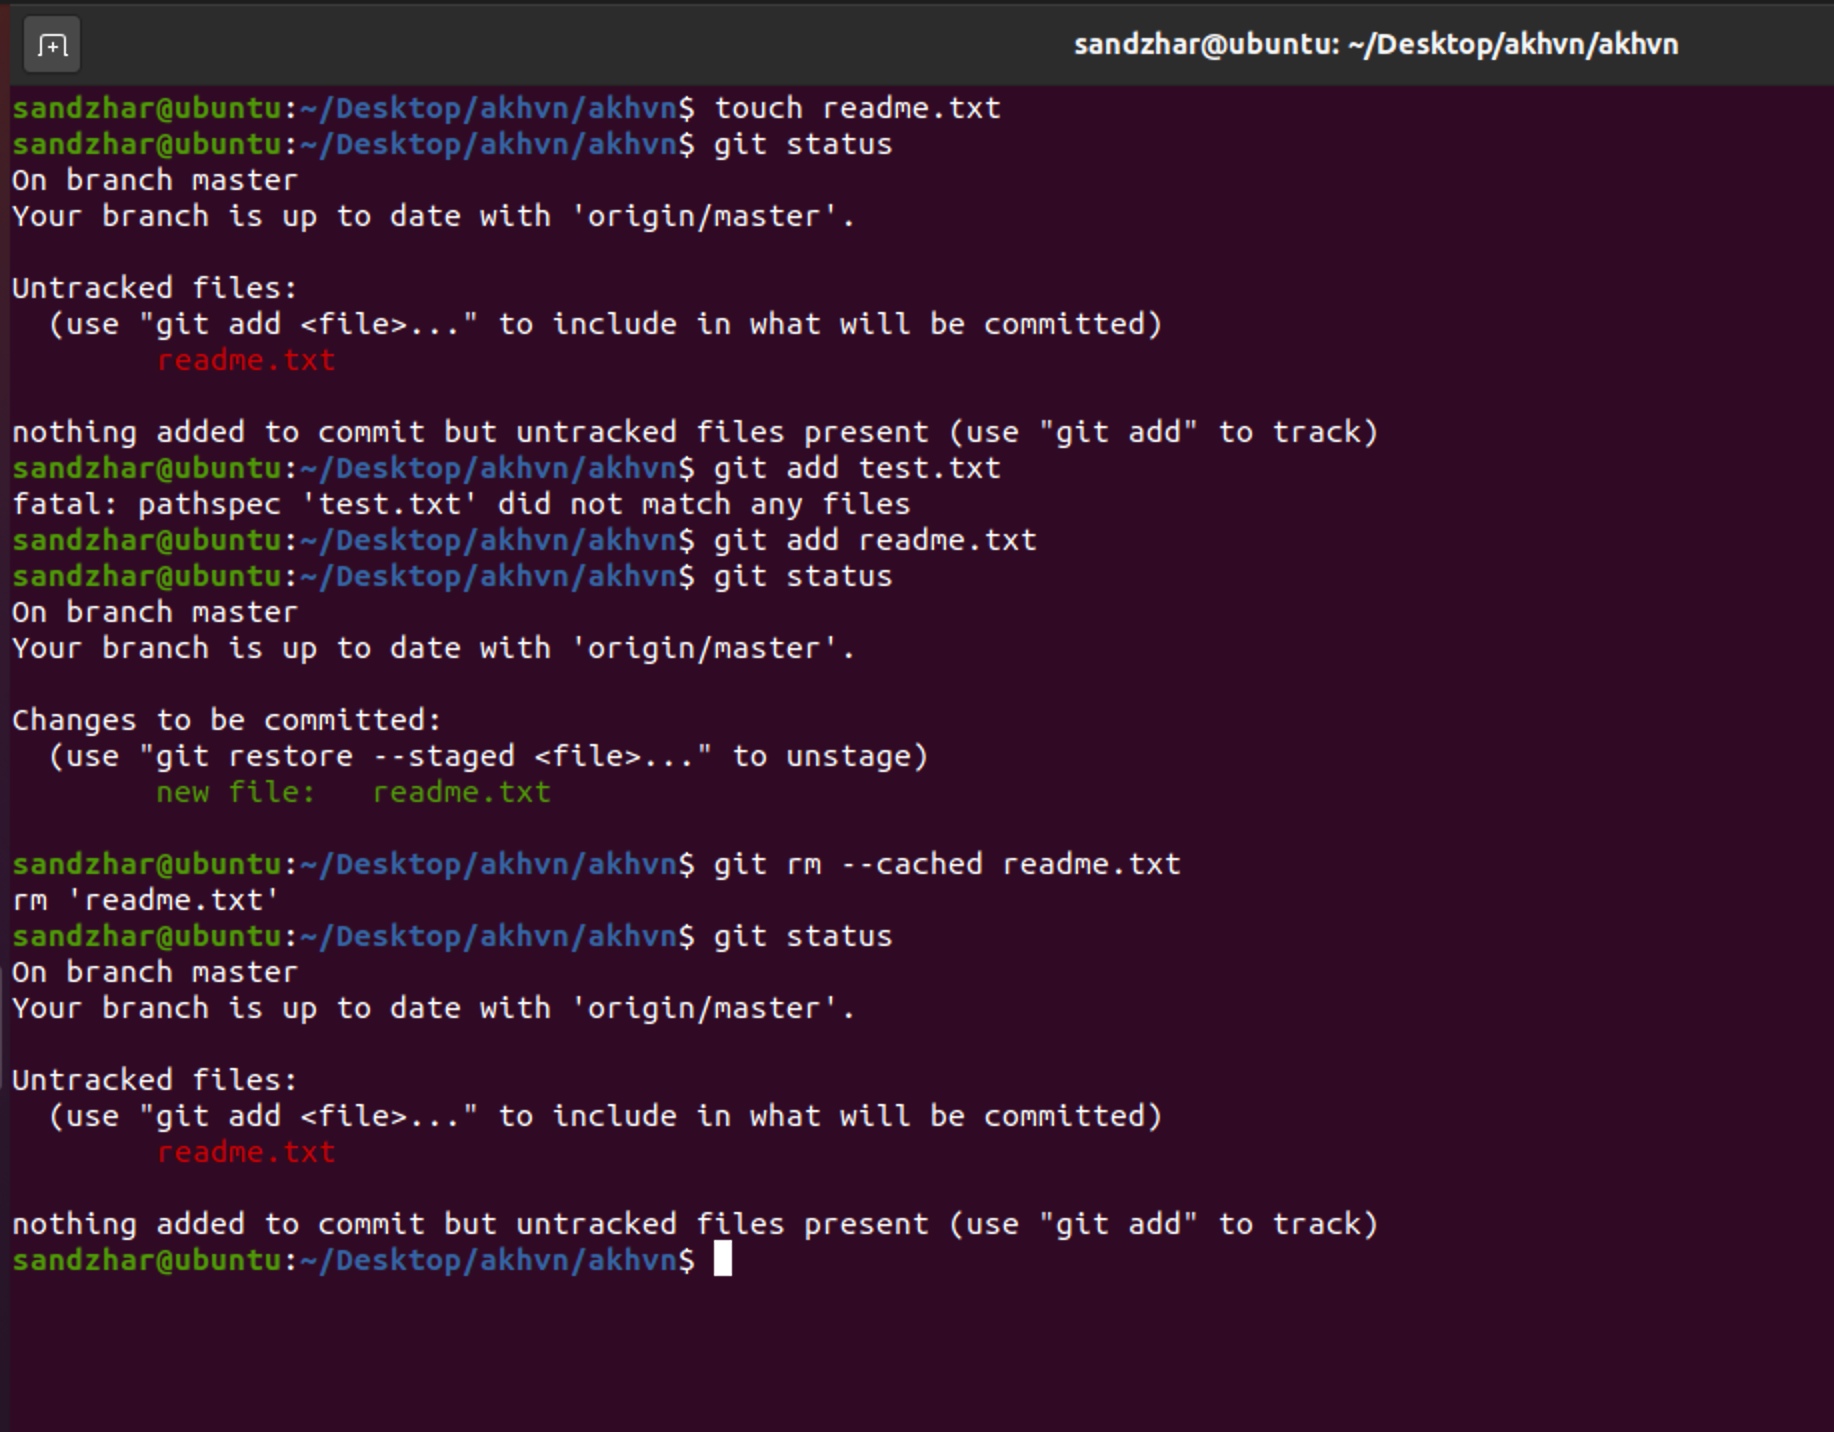 sandzhar@ubuntu: ~/Desktop/akhvn/akhvn
sandzhar@ubuntu:~/Desktop/akhvn/akhvn$ touch readme.txt
sandzhar@ubuntu:~/Desktop/akhvn/akhvn$ git status
On branch master
Your branch is up to date with 'origin/master'.
Untracked files:
  (use "git add <file>..." to include in what will be committed)
        readme.txt
nothing added to commit but untracked files present (use "git add" to track)
sandzhar@ubuntu:~/Desktop/akhvn/akhvn$ git add test.txt
fatal: pathspec 'test.txt' did not match any files
sandzhar@ubuntu:~/Desktop/akhvn/akhvn$ git add readme.txt
sandzhar@ubuntu:~/Desktop/akhvn/akhvn$ git status
On branch master
Your branch is up to date with 'origin/master'.
Changes to be committed:
  (use "git restore --staged <file>..." to unstage)
        new file:   readme.txt
sandzhar@ubuntu:~/Desktop/akhvn/akhvn$ git rm --cached readme.txt
rm 'readme.txt'
sandzhar@ubuntu:~/Desktop/akhvn/akhvn$ git status
On branch master
Your branch is up to date with 'origin/master'.
Untracked files:
  (use "git add <file>..." to include in what will be committed)
        readme.txt
nothing added to commit but untracked files present (use "git add" to track)
sandzhar@ubuntu:~/Desktop/akhvn/akhvn$